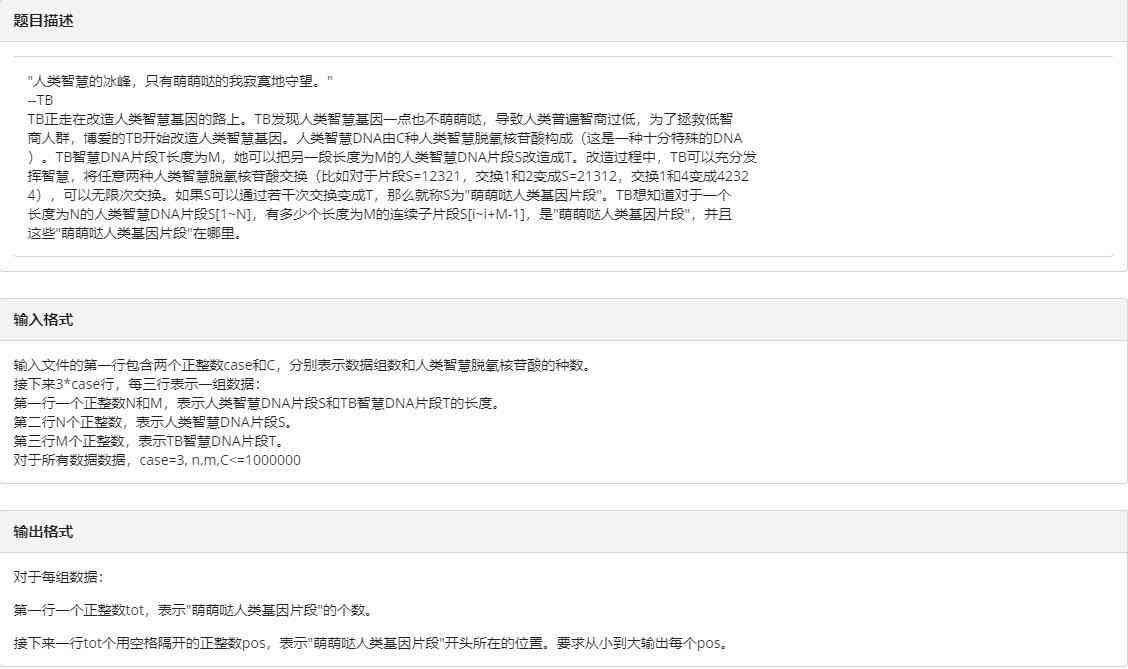 题目描述
"人类智慧的冰峰，只有萌萌哒的我寂寞地守望。"
--TB
TB正走在改造人类智慧基因的路上。TB发现人类智慧基因一点也不萌萌哒，导致人类普遍智商过低，为了拯救低智
商人群，博爱的TB开始改造人类智慧基因。人类智慧DNA由C种人类智慧脱氧核苷酸构成（这是一种十分特殊的DNA
）。TB智慧DNA片段T长度为M，她可以把另一段长度为M的人类智慧DNA片段S改造成T。改造过程中，TB可以充分发
挥智慧，将任意两种人类智慧脱氧核苷酸交换（比如对于片段S=12321，交换1和2变成S=21312，交换1和4变成4232
4），可以无限次交换。如果S可以通过若干次交换变成T，那么就称S为"萌萌哒人类基因片段"。TB想知道对于一个
长度为N的人类智慧DNA片段S[1~N]，有多少个长度为M的连续子片段S[i~i+M-1]，是"萌萌哒人类基因片段"，并且
这些"萌萌哒人类基因片段"在哪里。
输入格式
输入文件的第一行包含两个正整数case和C，分别表示数据组数和人类智慧脱氧核苷酸的种数。
接下来3*case行，每三行表示一组数据：
第一行一个正整数N和M，表示人类智慧DNA片段S和TB智慧DNA片段T的长度。
第二行N个正整数，表示人类智慧DNA片段S。
第三行M个正整数，表示TB智慧DNA片段T。
对于所有数据数据，case=3, n,m,C<=1000000
输出格式
对于每组数据：
第一行一个正整数tot，表示"萌萌哒人类基因片段"的个数。
接下来一行tot个用空格隔开的正整数pos，表示"萌萌哒人类基因片段"开头所在的位置。要求从小到大输出每个pos。